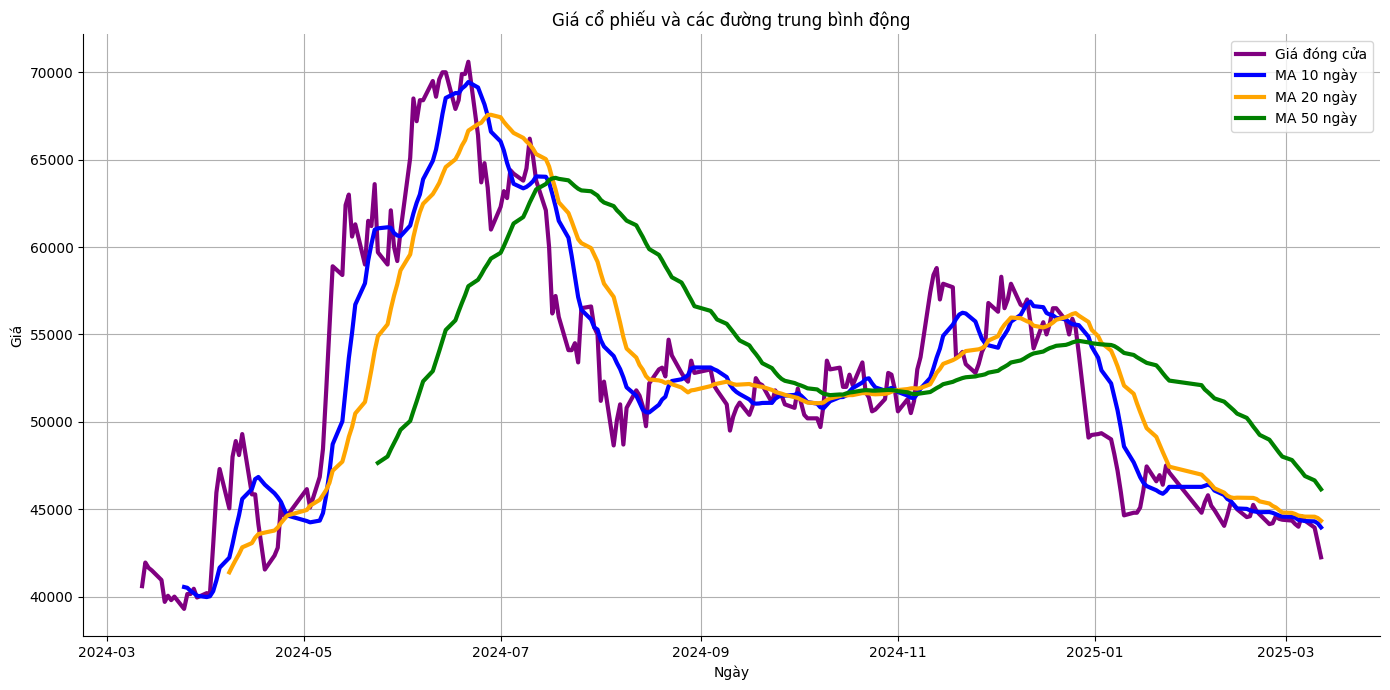 Giá cổ phiếu và các đường trung bình động
Giá đóng cửa
MA 10 ngày
MA 20 ngày
MA 50 ngày
Giá
70000
65000
60000
55000
50000
45000
40000
2024-03
2024-05
2024-07
2024-09
2024-11
2025-01
2025-03
Ngày